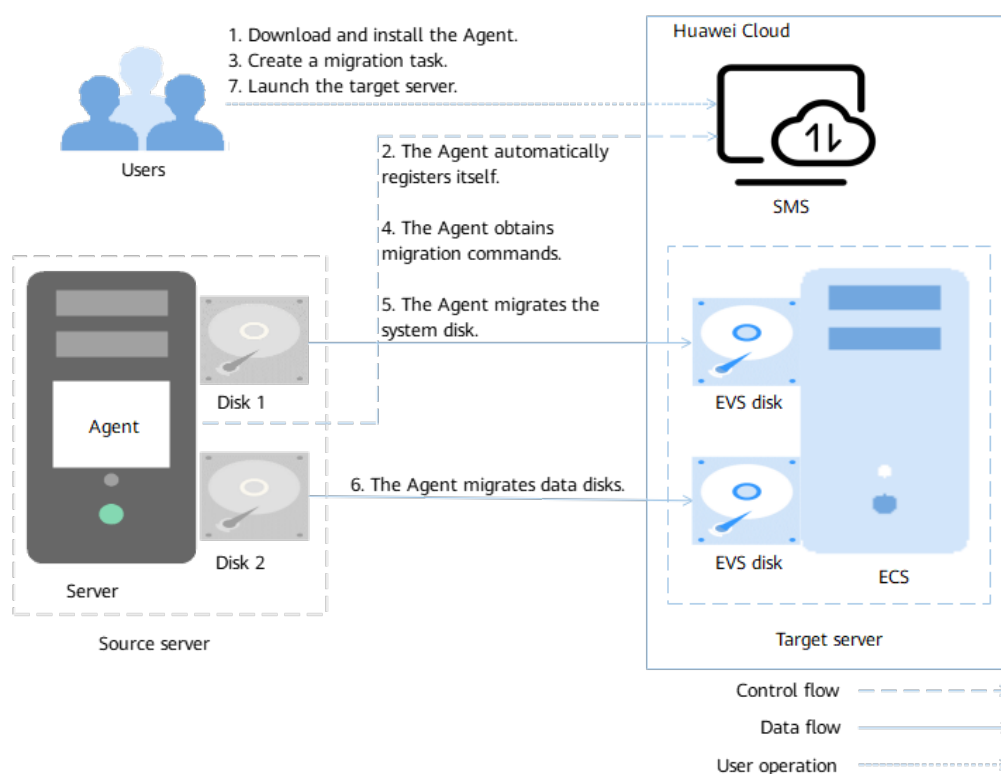 1. Download and install the Agent.
3. Create a migration task.
7. Launch the target server.
Huawei Cloud
Users
2. The Agent automatically
registers itself.
SMS
4. The Agent obtains
migration commands.
5. The Agent migrates the
system disk.
Disk 1
EVS disk
Agent
6. The Agent migrates data disks.
Disk 2
EVS disk
ECS
Server
Source server
Target server
Control flow
Data flow
User operation